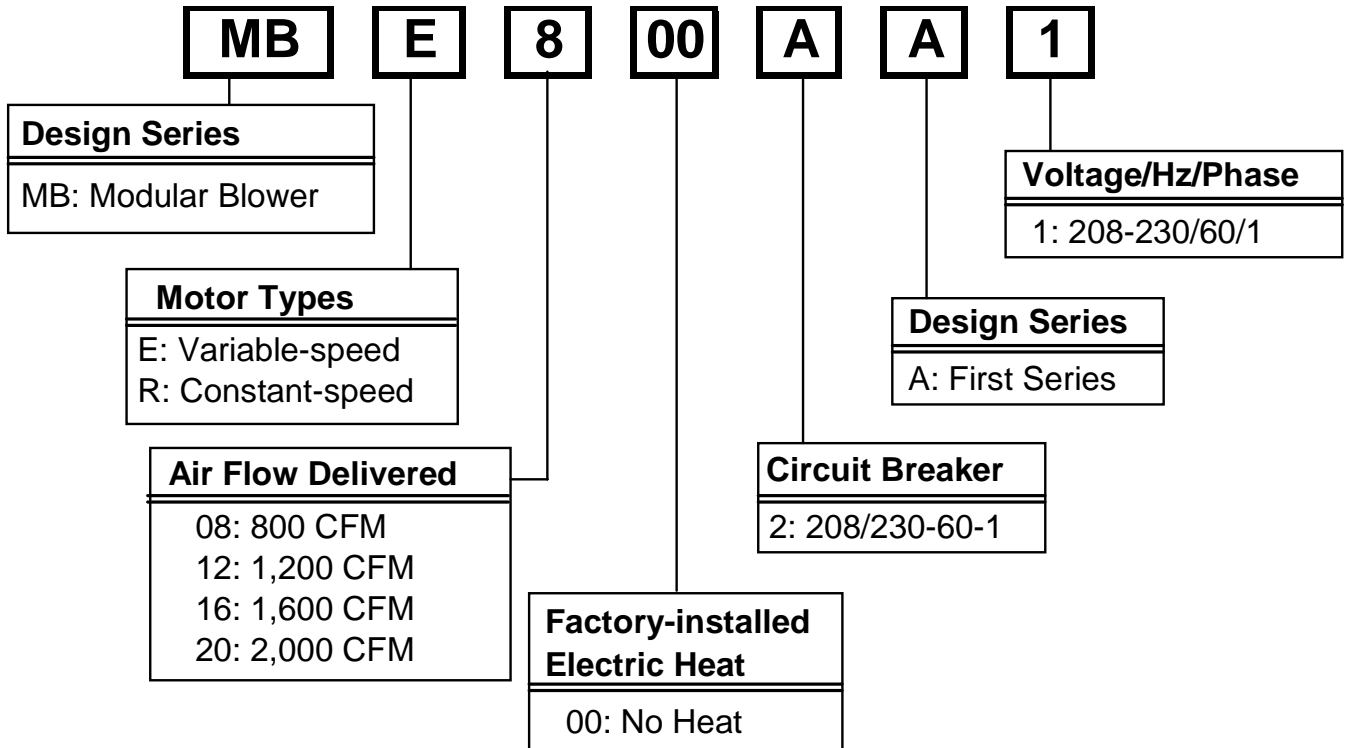 MB E 8 00 A A 1
Design Series
MB: Modular Blower
Voltage/Hz/Phase
1: 208-230/60/1
Motor Types
E: Variable-speed
R: Constant-speed
Design Series
A: First Series
Air Flow Delivered
08: 800 CFM
12: 1,200 CFM
16: 1,600 CFM
20: 2,000 CFM
Circuit Breaker
2: 208/230-60-1
Factory-installed
Electric Heat
00: No Heat